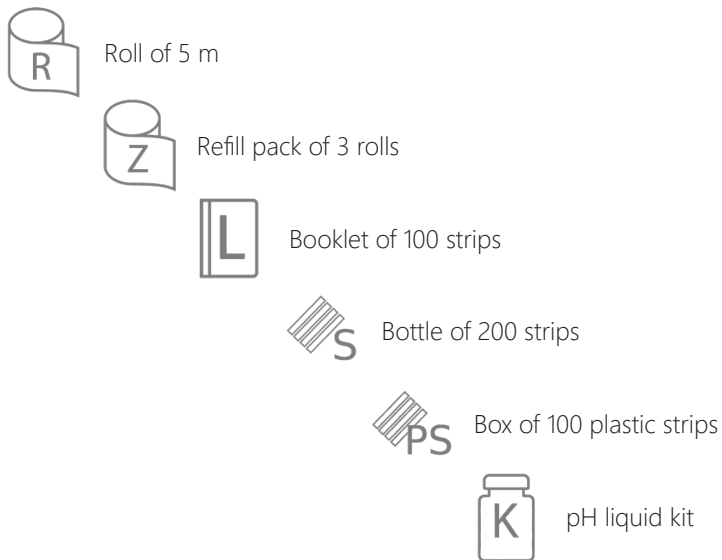 R Roll of 5 m
Z Refill pack of 3 rolls
L Booklet of 100 strips
S Bottle of 200 strips
PS Box of 100 plastic strips
K pH liquid kit